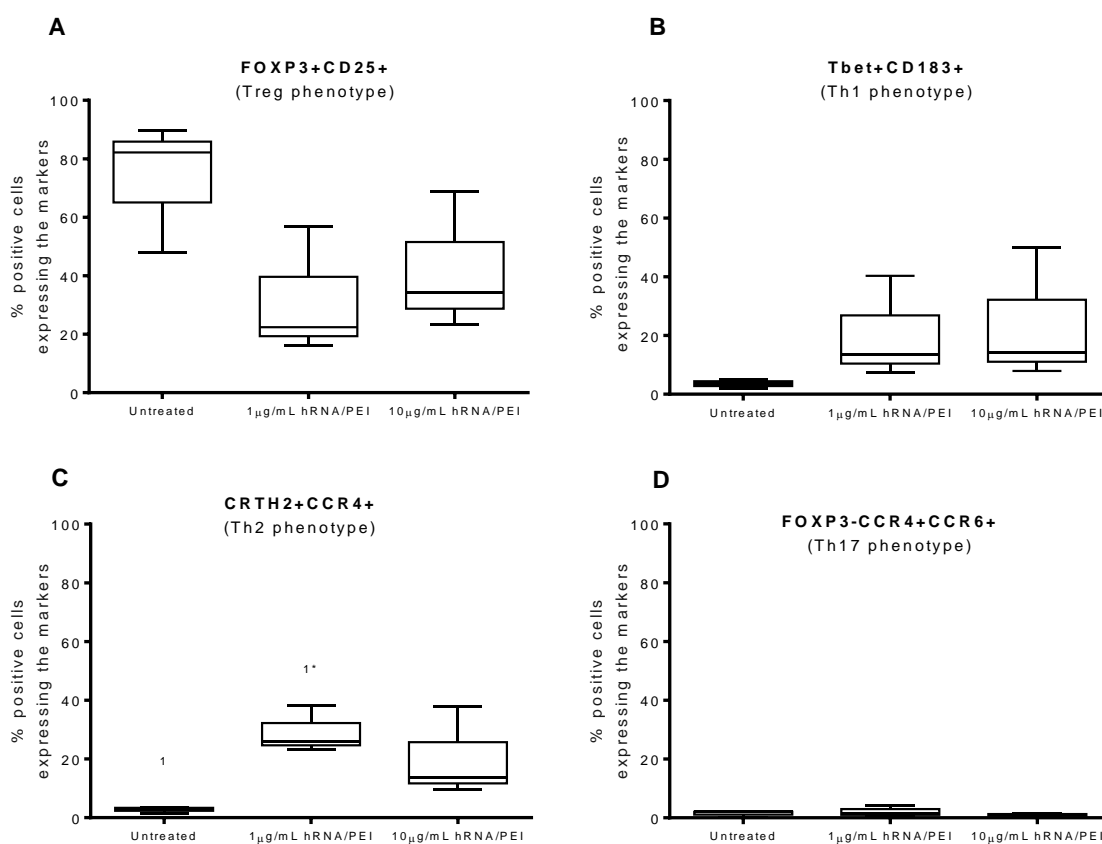 A
FOXP3+CD25+
(Treg phenotype)
% positive cells
expressing the markers
100
80
60
40
20
0
Untreated
1µg/mL hRNA/PEI
10µg/mL hRNA/PEI
B
Tbet+CD183+
(Th1 phenotype)
% positive cells
expressing the markers
100
80
60
40
20
0
Untreated
1µg/mL hRNA/PEI
10µg/mL hRNA/PEI
C
CRTH2+CCR4+
(Th2 phenotype)
% positive cells
expressing the markers
100
80
60
40
20
0
1
1*
Untreated
1µg/mL hRNA/PEI
10µg/mL hRNA/PEI
D
FOXP3-CCR4+CCR6+
(Th17 phenotype)
% positive cells
expressing the markers
100
80
60
40
20
0
Untreated
1µg/mL hRNA/PEI
10µg/mL hRNA/PEI